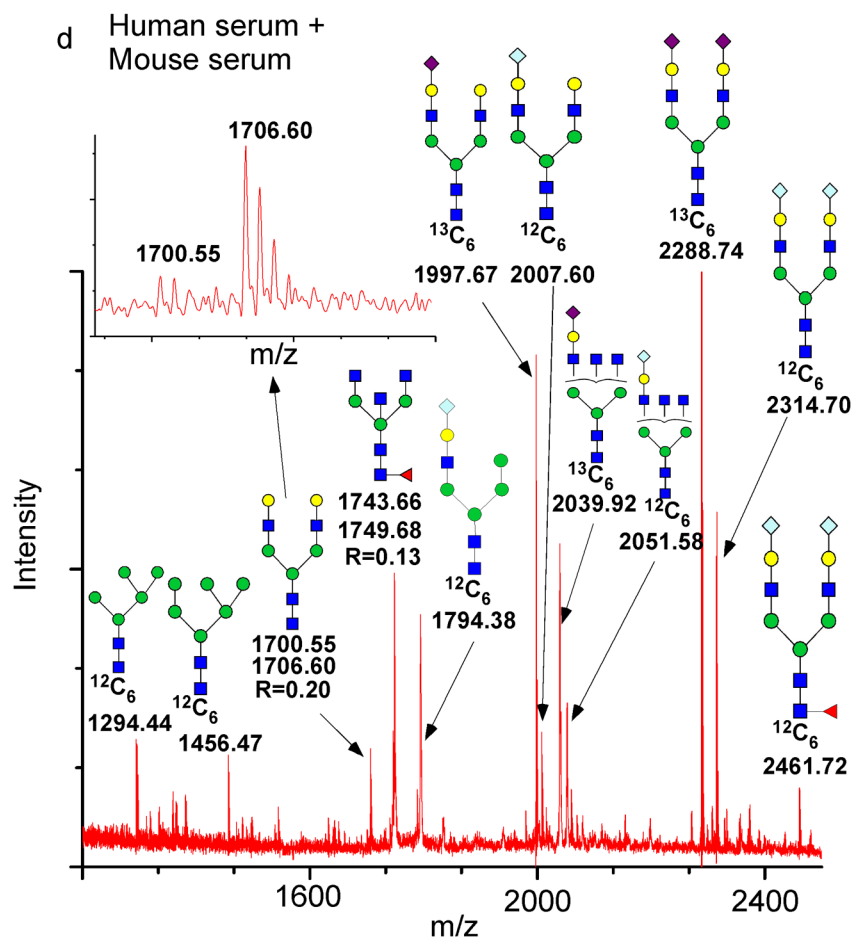 d
Human serum +
Mouse serum
1706.60
1700.55
m/z
13C6
1997.67
12C6
2007.60
13C6
2288.74
12C6
2314.70
1743.66
1749.68
R=0.13
12C6
1794.38
13C6
2039.92
12C6
2051.58
12C6
1294.44
12C6
1456.47
1700.55
1706.60
R=0.20
12C6
2461.72
Intensity
1600
2000
2400
m/z